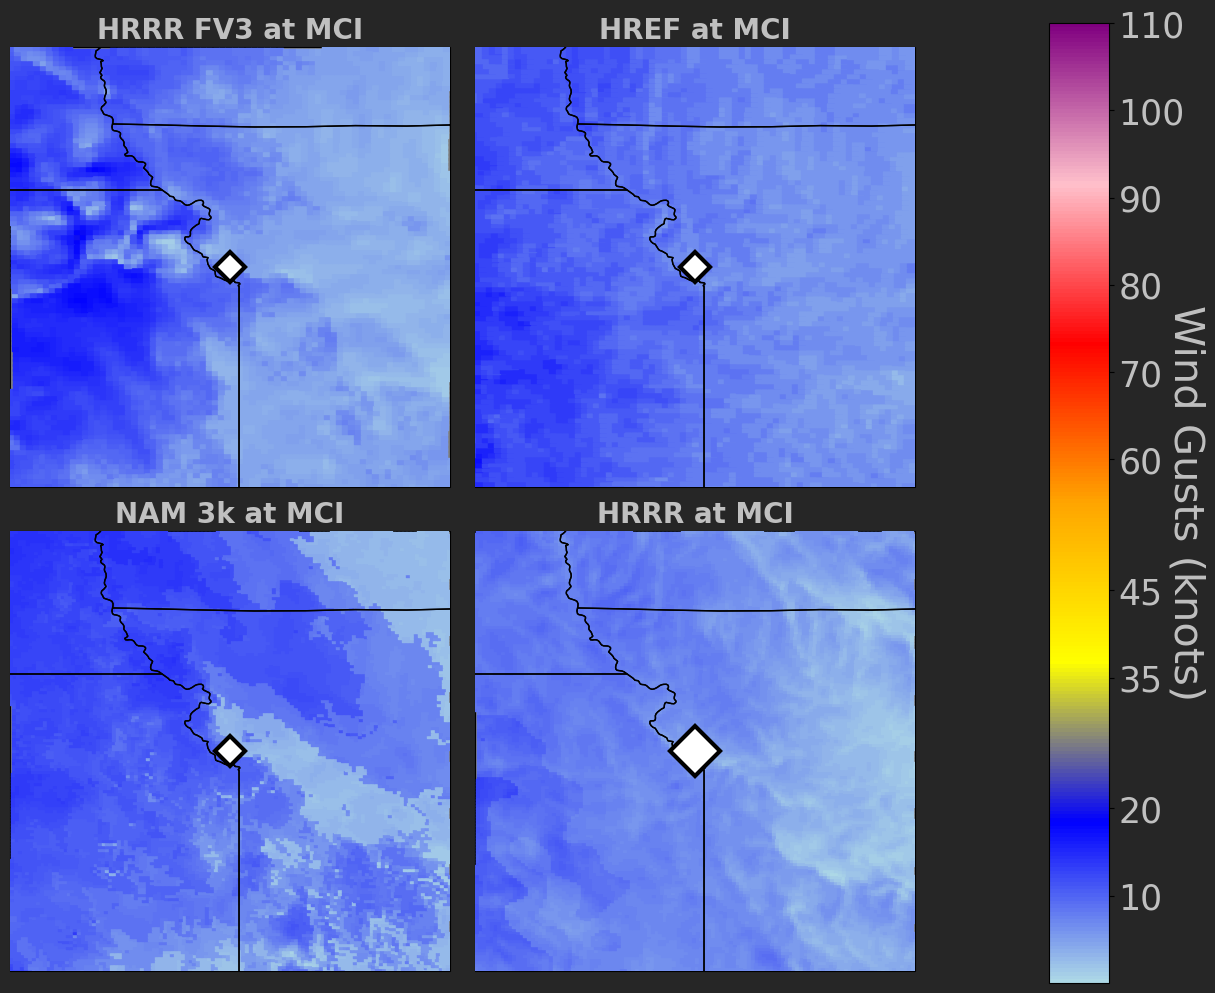 HRRR FV3 at MCI
HREF at MCI
NAM 3k at MCI
HRRR at MCI
110
100
90
80
70
60
45
35
20
10
Wind Gusts (knots)